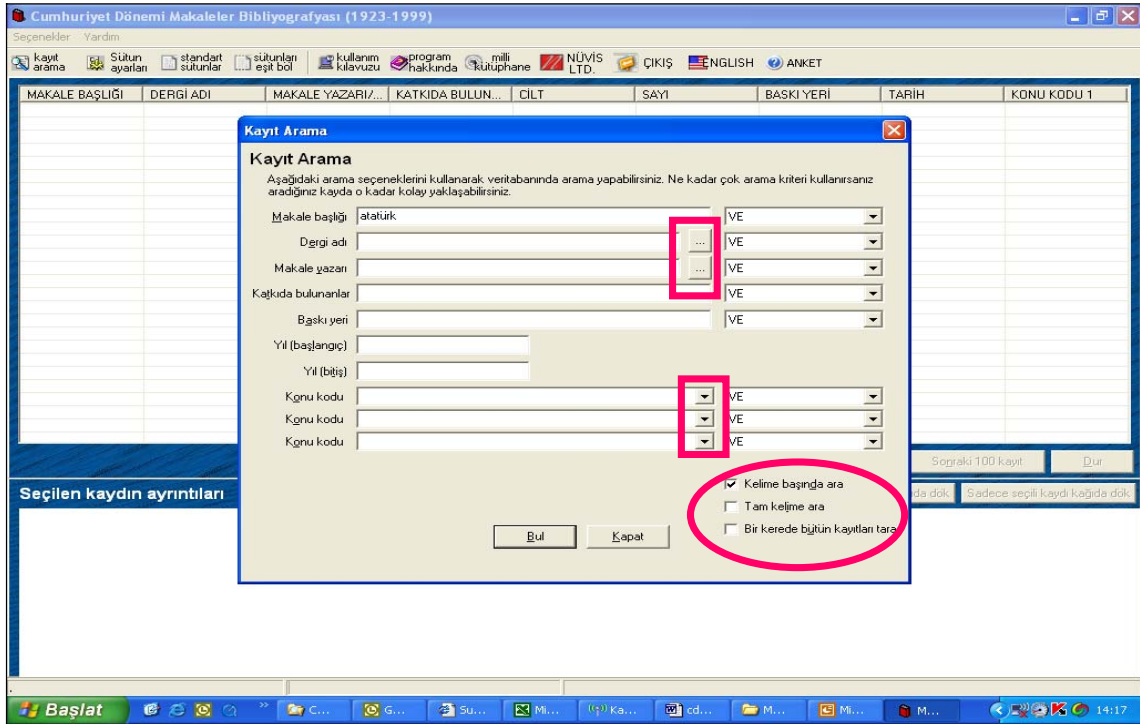 Cumhuriyet Dönemi Makaleler Bibliyografyası (1923-1999)
Seçenekler Yardım
kayıt arama Sütun ayarları standart sütunlar sütunları eşit böl kullanım kılavuzu program hakkında milli kütüphane NÜVİS LTD. ÇIKIŞ ENGLISH ANKET
MAKALE BAŞLIĞI DERGİ ADI MAKALE YAZARI/... KATKIDA BULUN... CİLT SAYI BASKI YERİ TARİH KONU KODU 1
Kayıt Arama
Kayıt Arama
Aşağıdaki arama seçeneklerini kullanarak veritabanında arama yapabilirsiniz. Ne kadar çok arama kriteri kullanırsanız
aradığınız kayda o kadar kolay yaklaşabilirsiniz.
Makale başlığı atatürk VE
Dergi adı ... VE
Makale yazarı ... VE
Katkıda bulunanlar VE
Baskı yeri VE
Yıl (başlangıç)
Yıl (bitiş)
Konu kodu VE
Konu kodu VE
Konu kodu VE
Sonraki 100 kayıt Dur
Kelime başında ara
Seçilen kaydın ayrıntıları ıda dök Sadece seçili kaydı kağıda dök
Tam kelime ara
Bir kerede bütün kayıtları tara
Bul Kapat
.
Başlat » C... G... Su... Mi... Ka... cd... M... Mi... M... 14:17